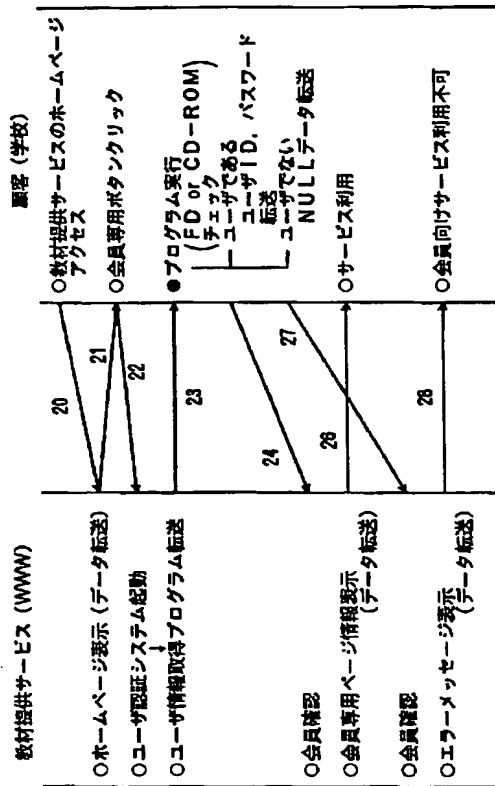 教材提供サービス (WWW)
顧客 (学校)
○教材提供サービスのホームページ
アクセス
20
○ホームページ表示 (データ転送)
21
○会員専用ボタンクリック
22
○ユーザ認証システム起動
↓
○ユーザ情報取得プログラム転送
23
●プログラム実行
(FD or CD-ROM)
チェック
ユーザである
ユーザID, パスワード
転送
ユーザでない
NULLデータ転送
24
27
○会員確認
○会員専用ページ情報表示
(データ転送)
26
○サービス利用
○会員確認
○エラーメッセージ表示
(データ転送)
28
○会員向けサービス利用不可